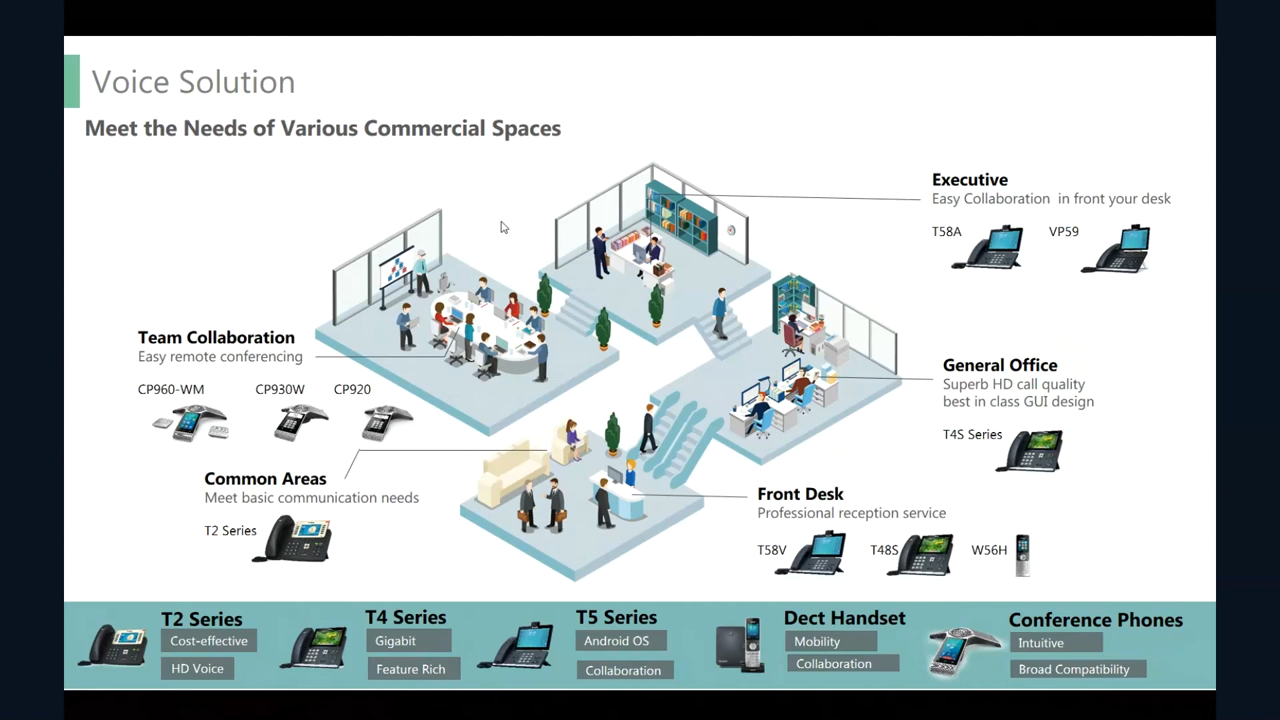 Voice Solution
Meet the Needs of Various Commercial Spaces
Executive
Easy Collaboration in front your desk
T58A
VP59
Team Collaboration
Easy remote conferencing
CP960-WM
CP930W
CP920
General Office
Superb HD call quality
best in class GUI design
T4S Series
Common Areas
Meet basic communication needs
T2 Series
Front Desk
Professional reception service
T58V
T48S
W56H
T2 Series
Cost-effective
HD Voice
T4 Series
Gigabit
Feature Rich
T5 Series
Android OS
Collaboration
Dect Handset
Mobility
Collaboration
Conference Phones
Intuitive
Broad Compatibility